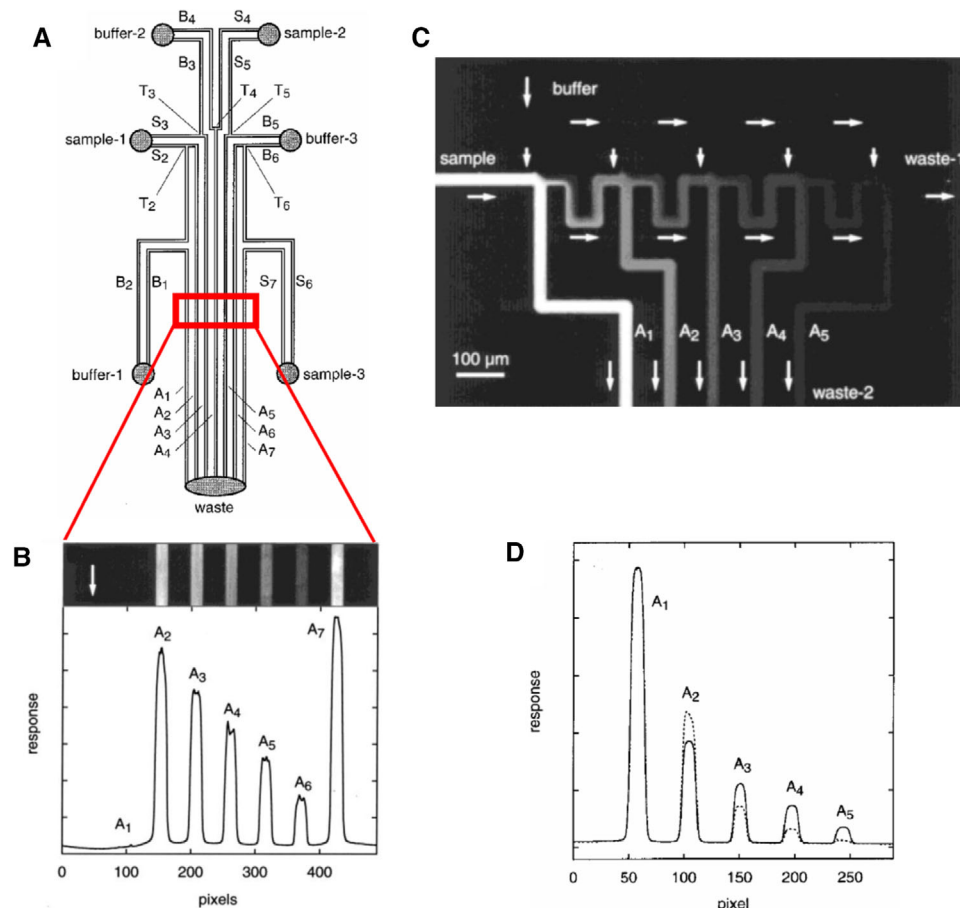 A
B₄
S₄
buffer-2
sample-2
B₃
S₅
T₃
T₄
T₅
S₃
B₅
sample-1
buffer-3
S₂
B₆
T₂
T₆
B₂
B₁
S₇
S₆
buffer-1
sample-3
A₁
A₂
A₃
A₄
A₅
A₆
A₇
waste
B
A₁
A₂
A₃
A₄
A₅
A₆
A₇
response
0
100
200
300
400
pixels
C
buffer
sample
waste-1
A₁
A₂
A₃
A₄
A₅
100 µm
waste-2
D
A₁
A₂
A₃
A₄
A₅
response
0
50
100
150
200
250
pixel